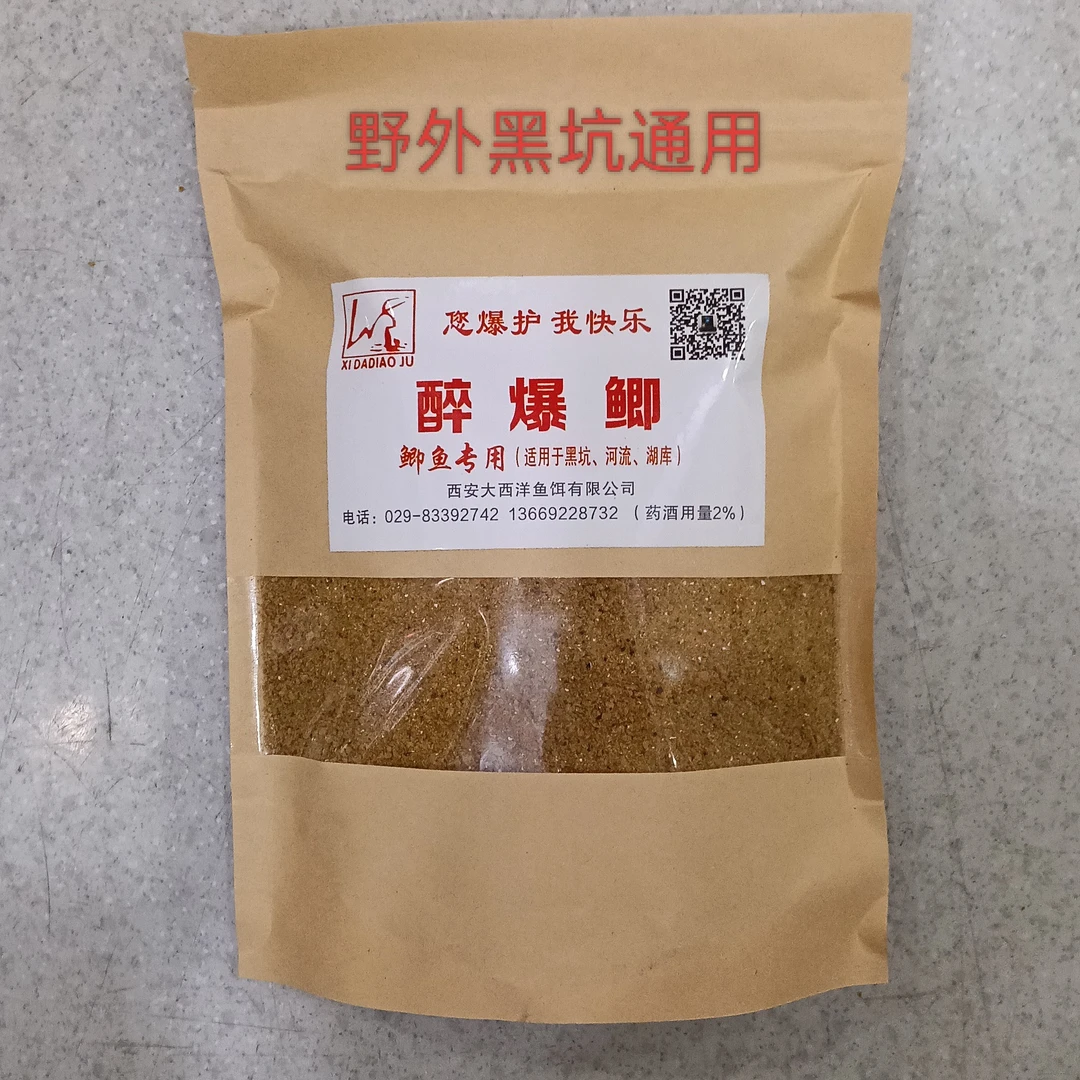 野外黑坑通用
您爆护 我快乐
XI DADIAO JU
醉爆鲫
鲫鱼专用（适用于黑坑、河流、湖库）
西安大西洋鱼饵有限公司
电话：029-83392742 13669228732 （药酒用量2%）